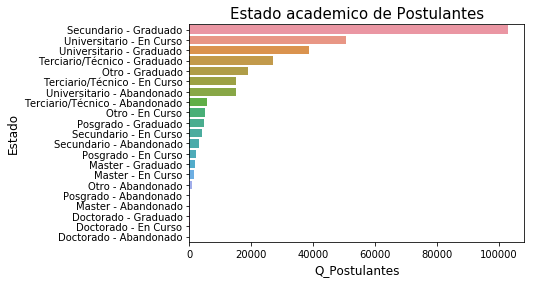 Estado academico de Postulantes
Secundario - Graduado
Universitario - En Curso
Universitario - Graduado
Terciario/Técnico - Graduado
Otro - Graduado
Terciario/Técnico - En Curso
Universitario - Abandonado
Terciario/Técnico - Abandonado
Otro - En Curso
Posgrado - Graduado
Secundario - En Curso
Secundario - Abandonado
Posgrado - En Curso
Master - Graduado
Master - En Curso
Otro - Abandonado
Posgrado - Abandonado
Master - Abandonado
Doctorado - Graduado
Doctorado - En Curso
Doctorado - Abandonado
Estado
0 20000 40000 60000 80000 100000
Q_Postulantes